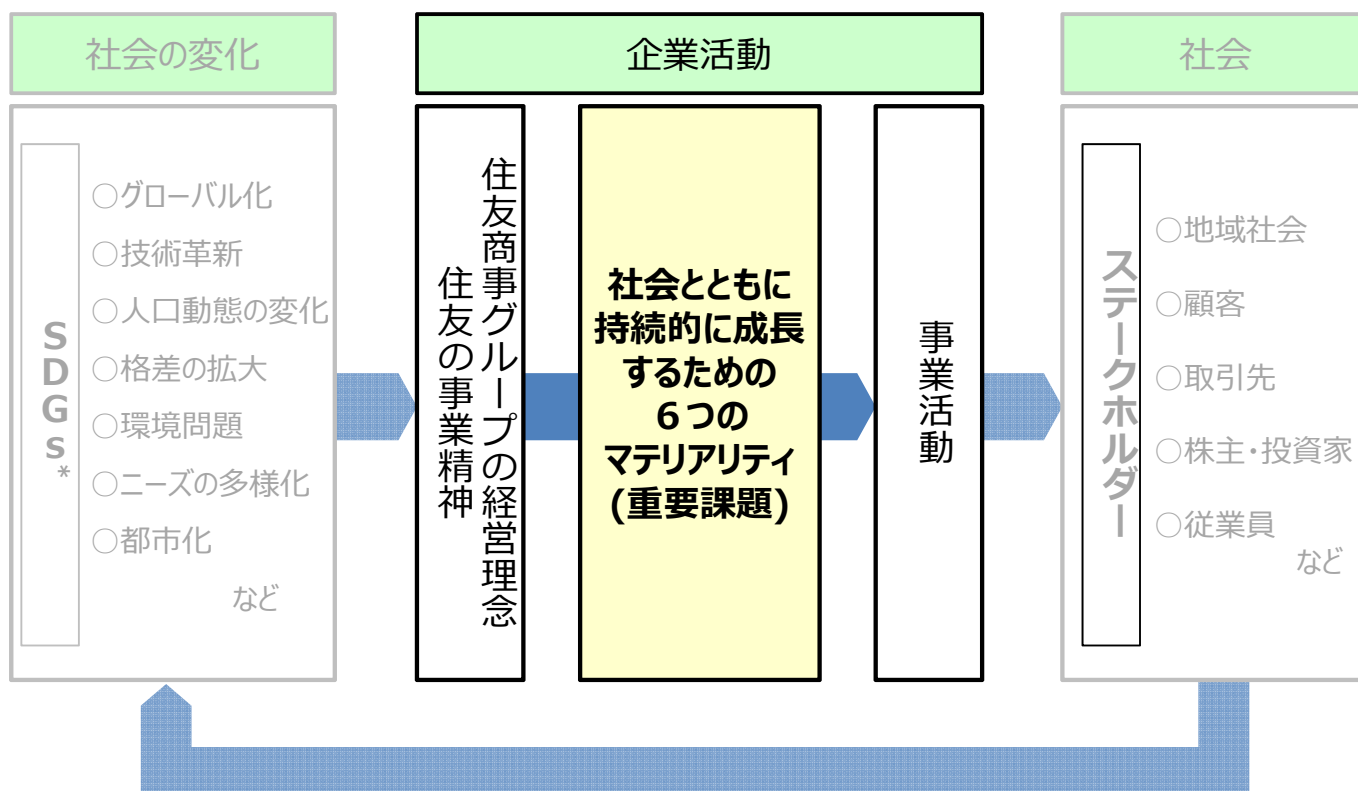 社会の変化
企業活動
社会
SDGs*
○グローバル化
○技術革新
○人口動態の変化
○格差の拡大
○環境問題
○ニーズの多様化
○都市化
など
住友商事グループの経営理念
住友の事業精神
社会とともに
持続的に成長
するための
６つの
マテリアリティ
(重要課題)
事業活動
ステークホルダー
○地域社会
○顧客
○取引先
○株主・投資家
○従業員
など